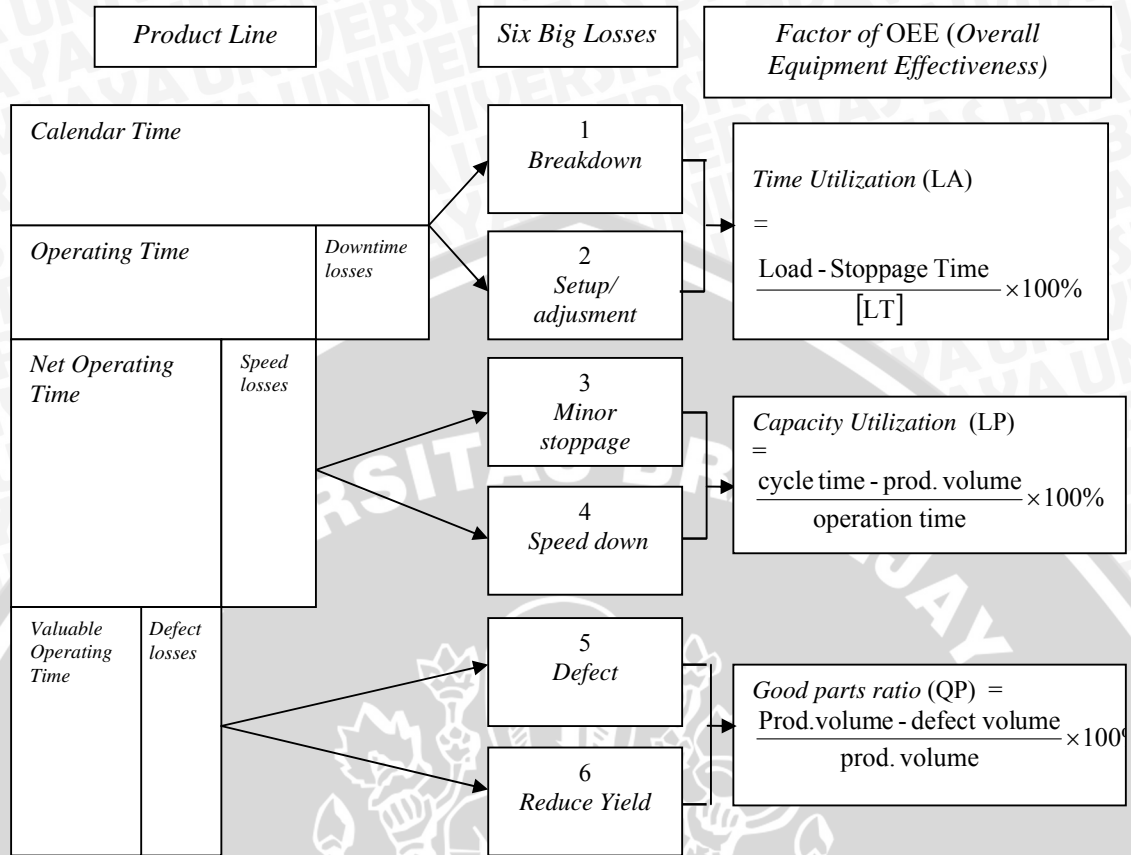 Product Line
Six Big Losses
Factor of OEE (Overall
Equipment Effectiveness)
Calendar Time
1
Breakdown
Time Utilization (LA)
=
Load - Stoppage Time
[LT]
×100%
Operating Time
Downtime
losses
2
Setup/
adjusment
Net Operating
Time
Speed
losses
3
Minor
stoppage
Capacity Utilization (LP)
=
cycle time - prod. volume
operation time
×100%
4
Speed down
Valuable
Operating
Time
Defect
losses
5
Defect
Good parts ratio (QP) =
Prod.volume - defect volume
prod. volume
×100%
6
Reduce Yield